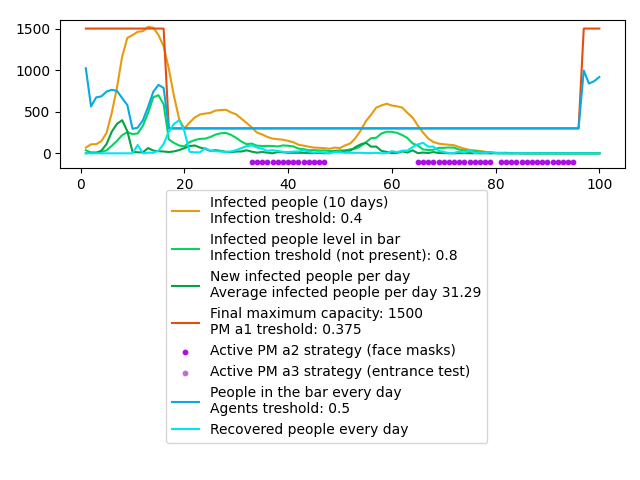 1500
1000
500
0
0 20 40 60 80 100
Infected people (10 days)
Infection treshold: 0.4
Infected people level in bar
Infection treshold (not present): 0.8
New infected people per day
Average infected people per day 31.29
Final maximum capacity: 1500
PM a1 treshold: 0.375
Active PM a2 strategy (face masks)
Active PM a3 strategy (entrance test)
People in the bar every day
Agents treshold: 0.5
Recovered people every day